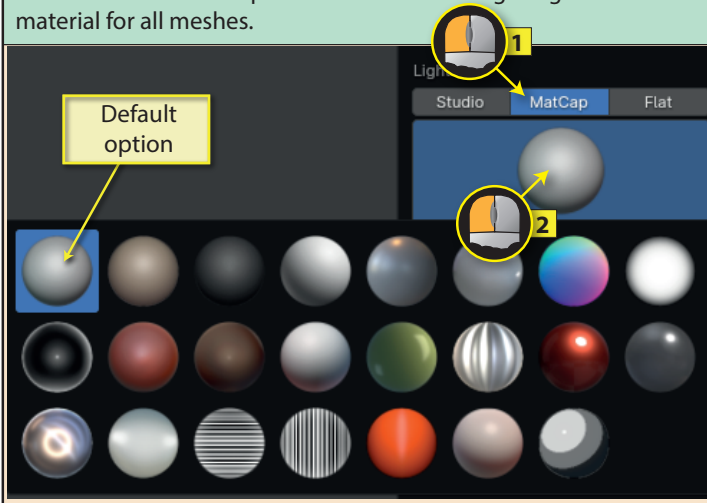 material for all meshes.
1
Studio
MatCap
Flat
Default
option
2